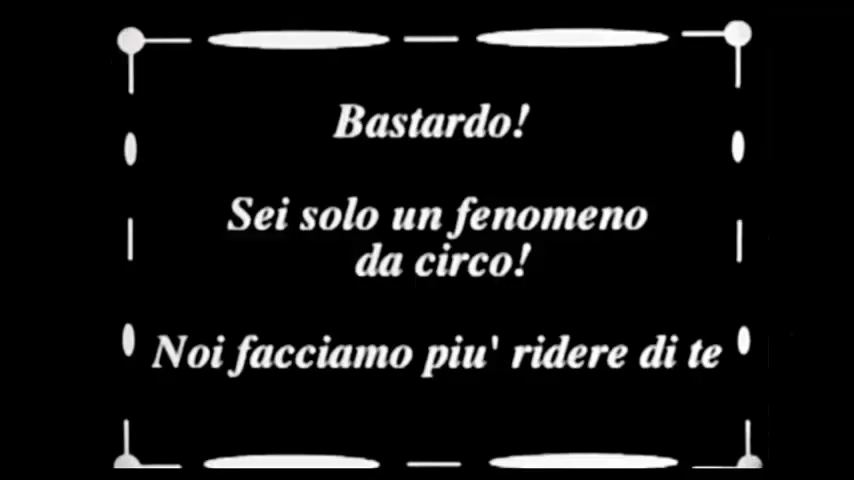 Bastardo!
Sei solo un fenomeno
da circo!
Noi facciamo piu' ridere di te